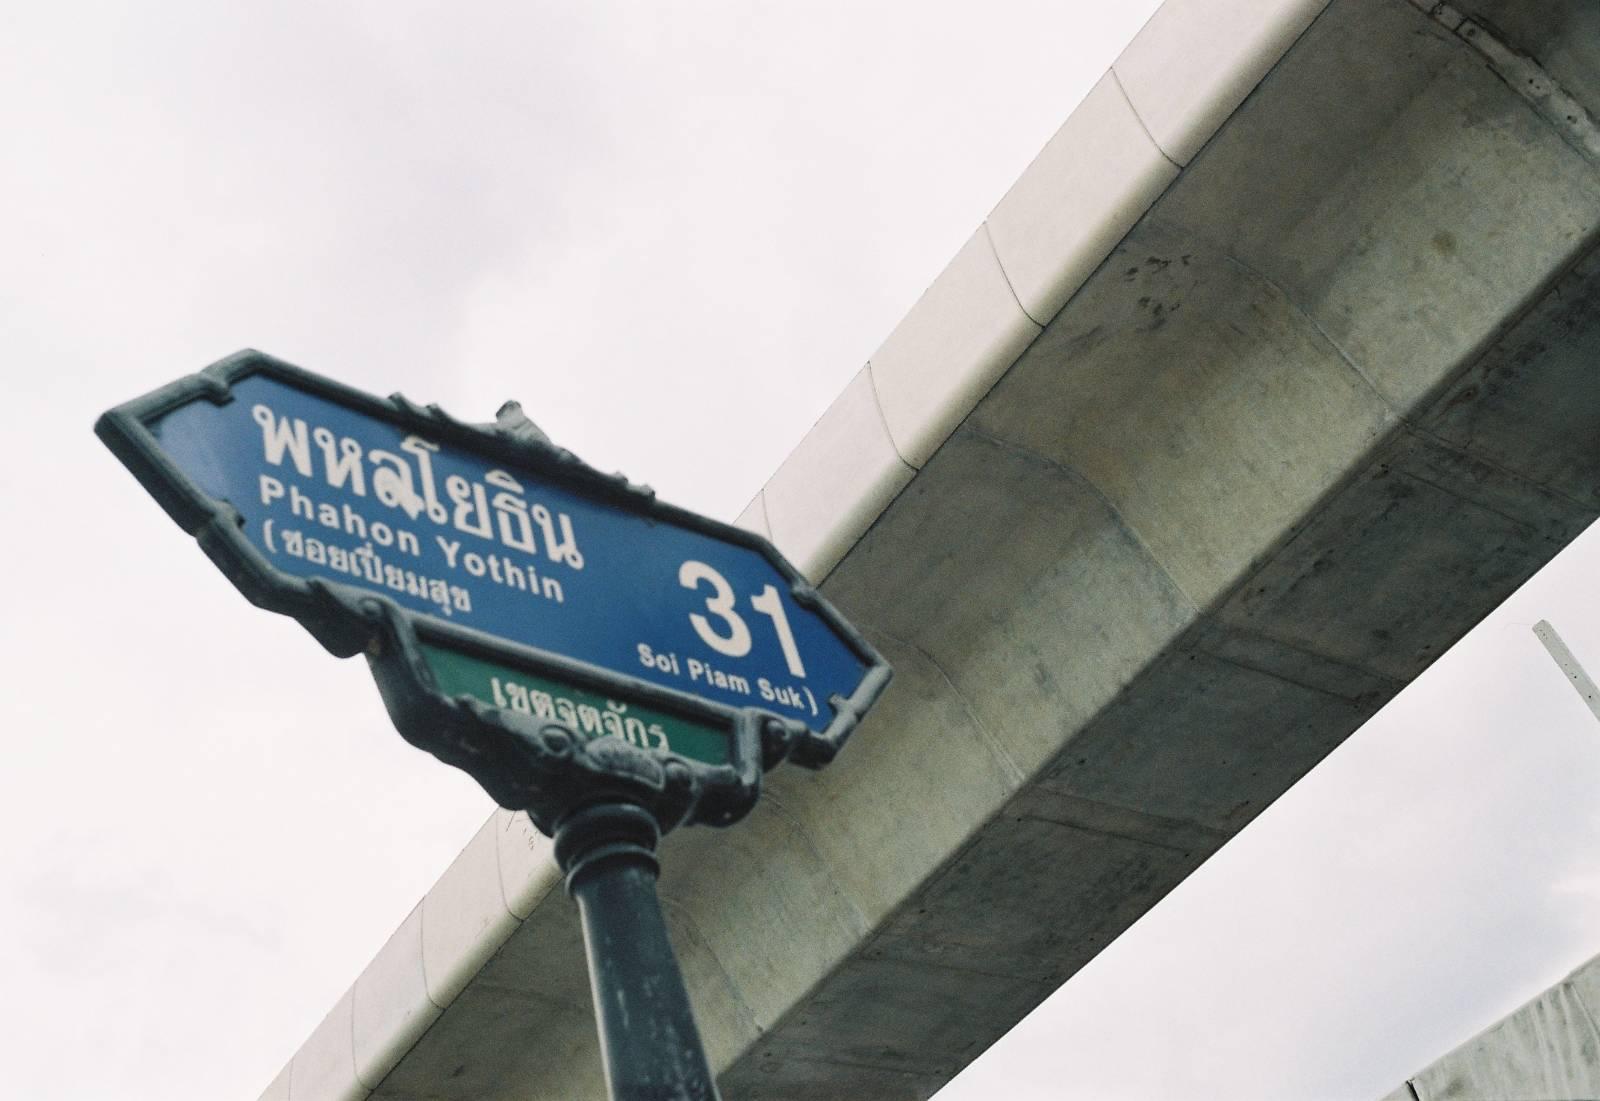 พหลโยธิน
Phahon Yothin
31
(ซอยเปี่ยมสุข
Soi Piam Suk)
เขตจตุจักร